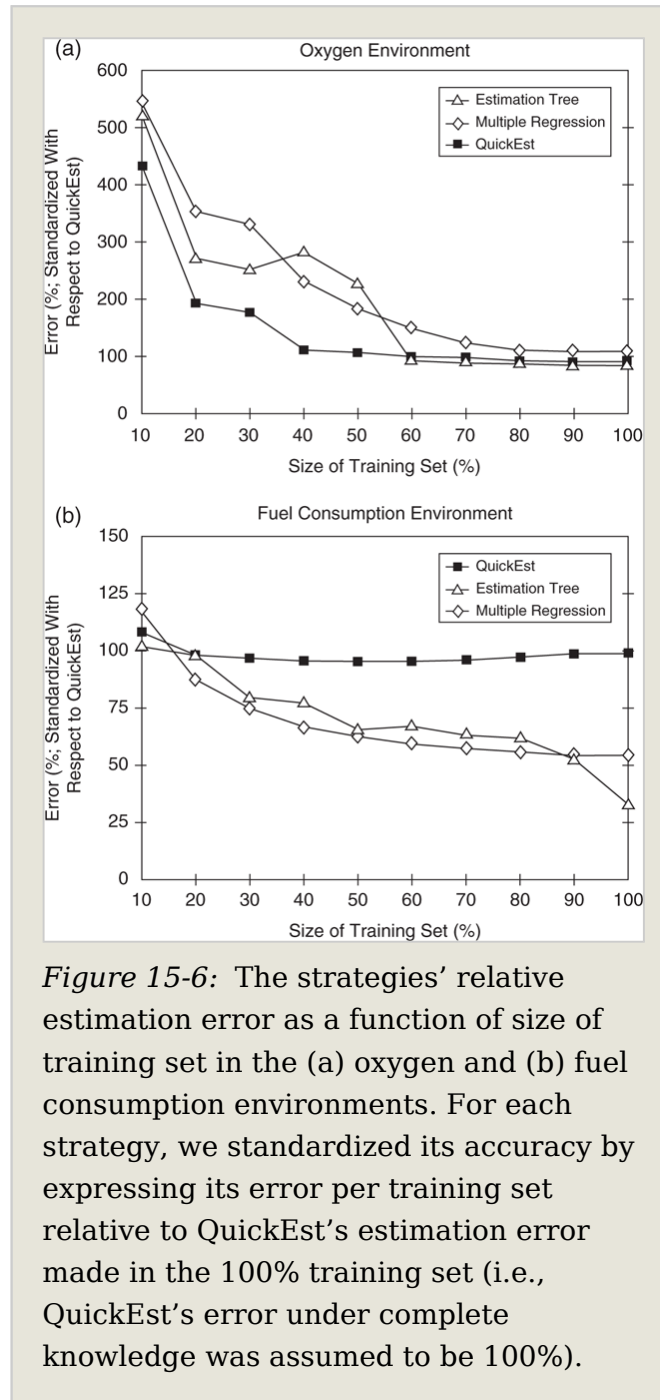 (a)
Oxygen Environment
600
500
400
300
200
100
0
Error (%; Standardized With
Respect to QuickEst)
Estimation Tree
Multiple Regression
QuickEst
10 20 30 40 50 60 70 80 90 100
Size of Training Set (%)
(b)
Fuel Consumption Environment
150
125
100
75
50
25
0
Error (%; Standardized With
Respect to QuickEst)
QuickEst
Estimation Tree
Multiple Regression
10 20 30 40 50 60 70 80 90 100
Size of Training Set (%)
Figure 15-6: The strategies’ relative
estimation error as a function of size of
training set in the (a) oxygen and (b) fuel
consumption environments. For each
strategy, we standardized its accuracy by
expressing its error per training set
relative to QuickEst’s estimation error
made in the 100% training set (i.e.,
QuickEst’s error under complete
knowledge was assumed to be 100%).